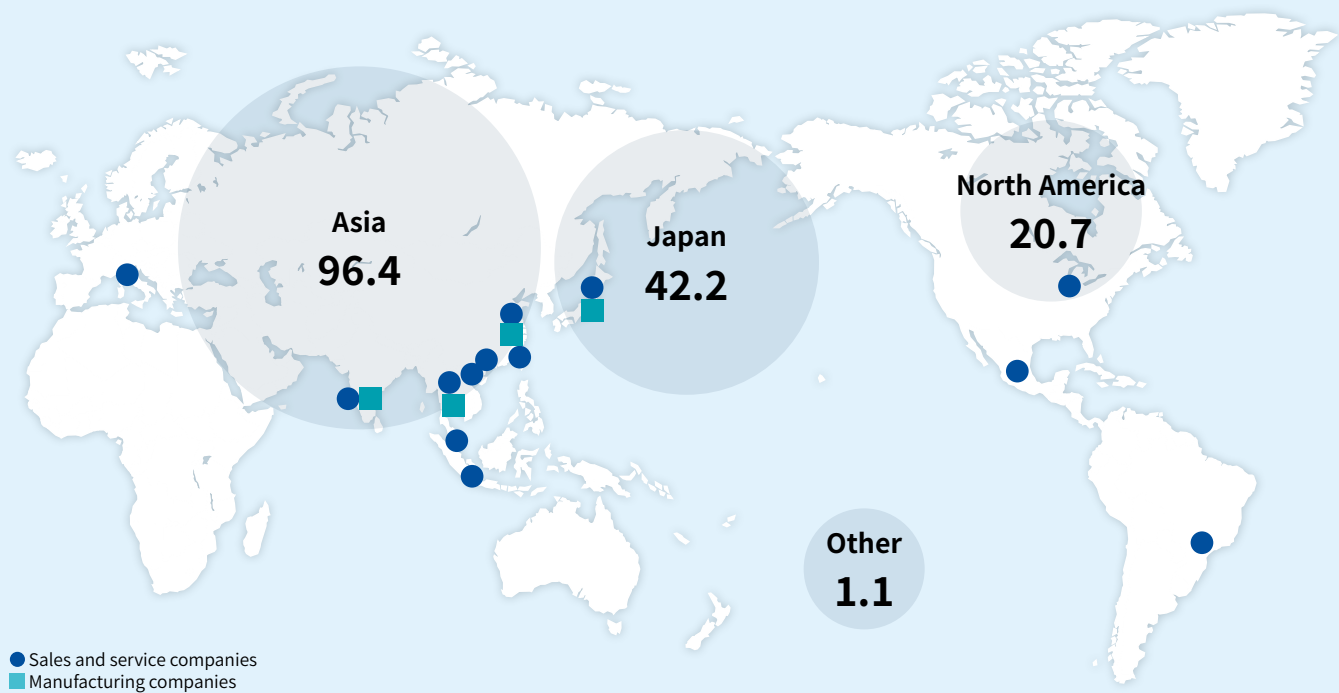 Asia
96.4
Japan
42.2
North America
20.7
Other
1.1
Sales and service companies
Manufacturing companies